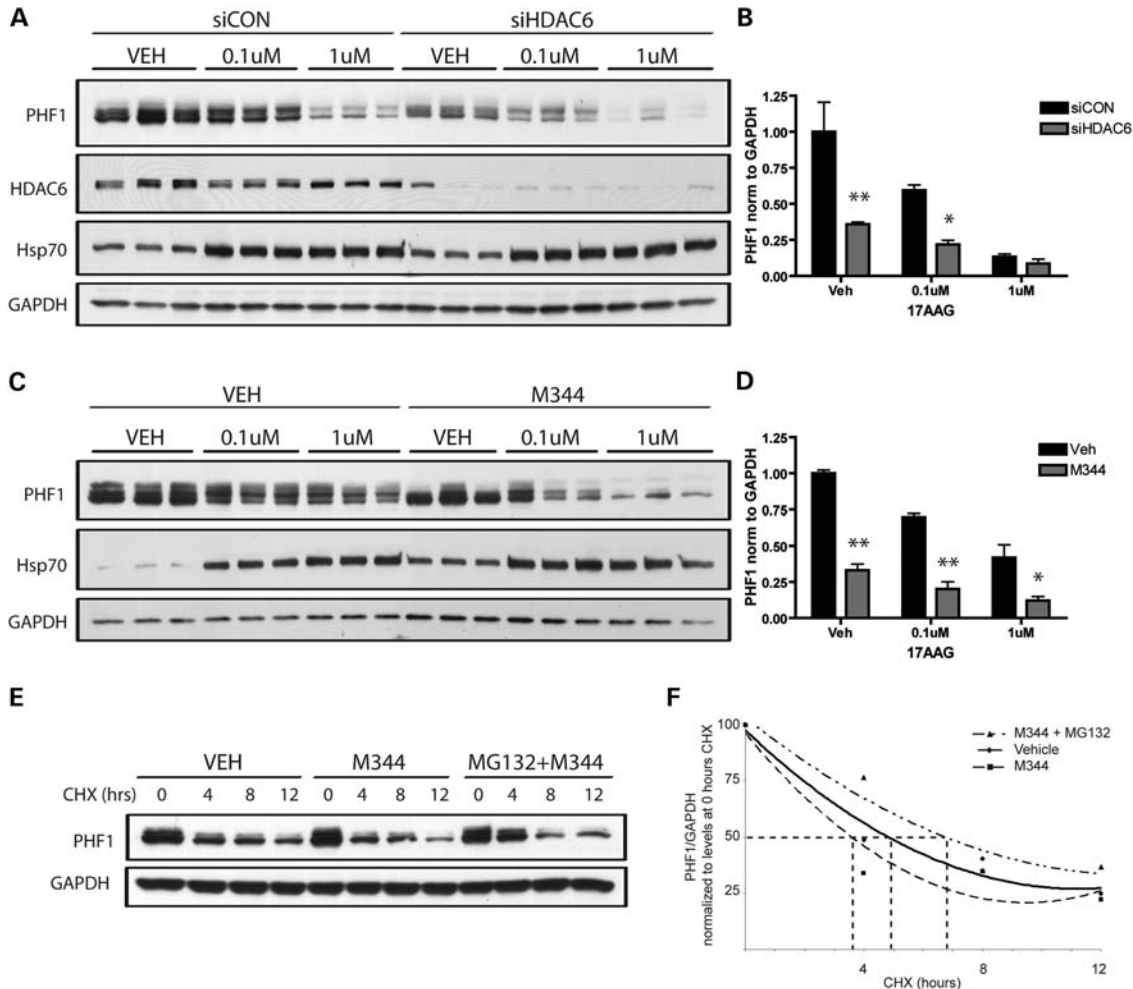 A
siCON
siHDAC6
VEH
0.1uM
1uM
VEH
0.1uM
1uM
PHF1
HDAC6
Hsp70
GAPDH
B
PHF1 norm to GAPDH
1.25
1.00
0.75
0.50
0.25
0.00
siCON
siHDAC6
**
*
Veh
0.1uM
1uM
17AAG
C
VEH
M344
VEH
0.1uM
1uM
VEH
0.1uM
1uM
PHF1
Hsp70
GAPDH
D
PHF1 norm to GAPDH
1.25
1.00
0.75
0.50
0.25
0.00
Veh
M344
**
**
*
Veh
0.1uM
1uM
17AAG
E
VEH
M344
MG132+M344
CHX (hrs)
0
4
8
12
0
4
8
12
0
4
8
12
PHF1
GAPDH
F
PHF1/GAPDH
normalized to levels at 0 hours CHX
100
75
50
25
M344 + MG132
Vehicle
M344
4
8
12
CHX (hours)